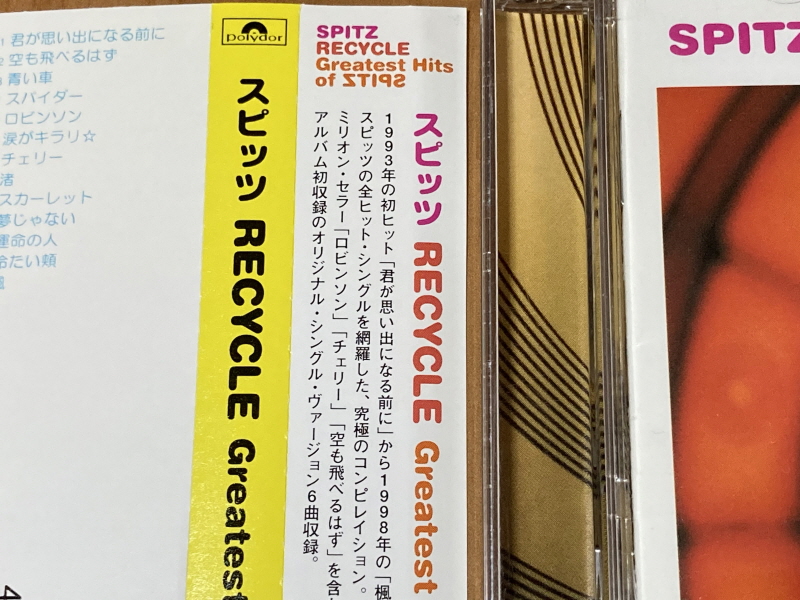 君が思い出になる前に
空も飛べるはず
青い車
スパイダー
ロビンソン
涙がキラリ☆
チェリー
渚
スカーレット
夢じゃない
運命の人
冷たい頬
楓
polydor
スピッツ RECYCLE Greatest
SPITZ
RECYCLE
Greatest Hits
of SPITZ
スピッツ RECYCLE Greatest
1993年の初ヒット「君が思い出になる前に」から1998年の「楓
スピッツの全ヒット・シングルを網羅した、究極のコンピレイション。
ミリオン・セラー「ロビンソン」「チェリー」「空も飛べるはず」を含
アルバム初収録のオリジナル・シングル・ヴァージョン6曲収録。
SPITZ
4